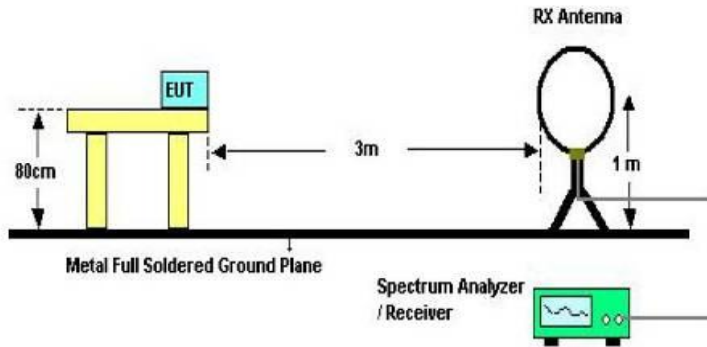 RX Antenna
EUT
3m
80cm
1 m
Metal Full Soldered Ground Plane
Spectrum Analyzer
/ Receiver